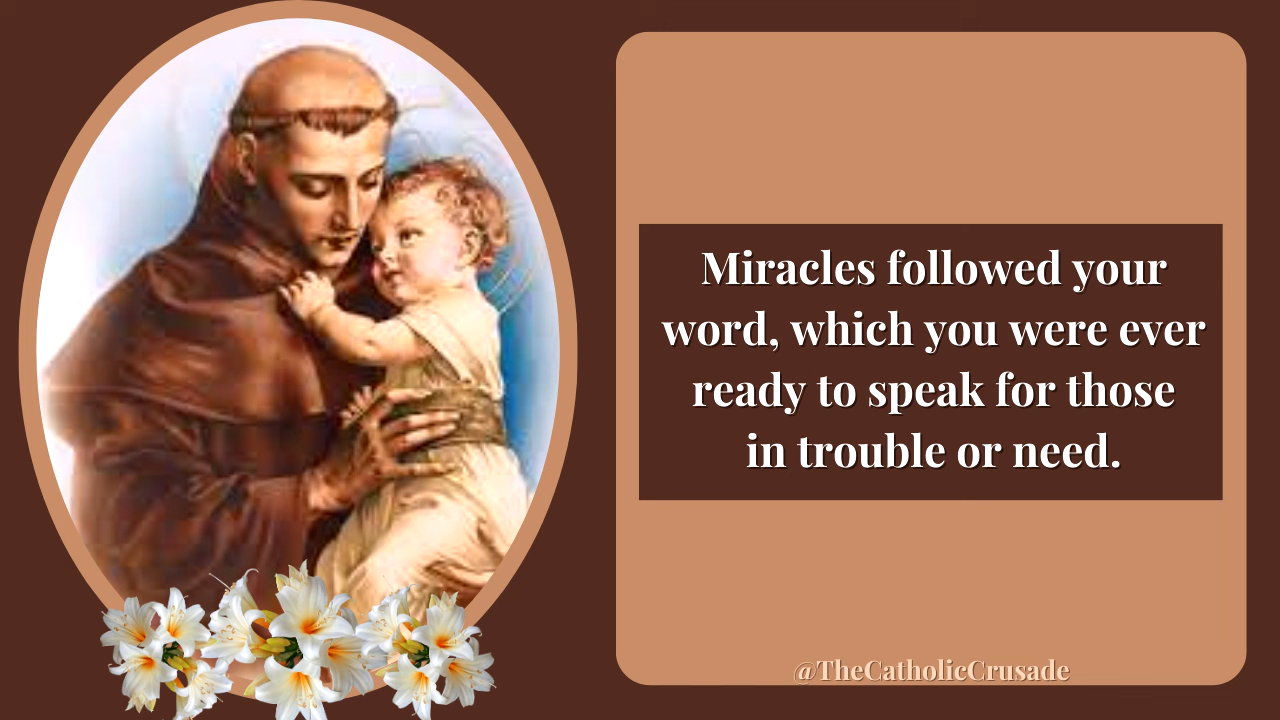 Miracles followed your
word, which you were ever
ready to speak for those
in trouble or need.
@TheCatholicCrusade